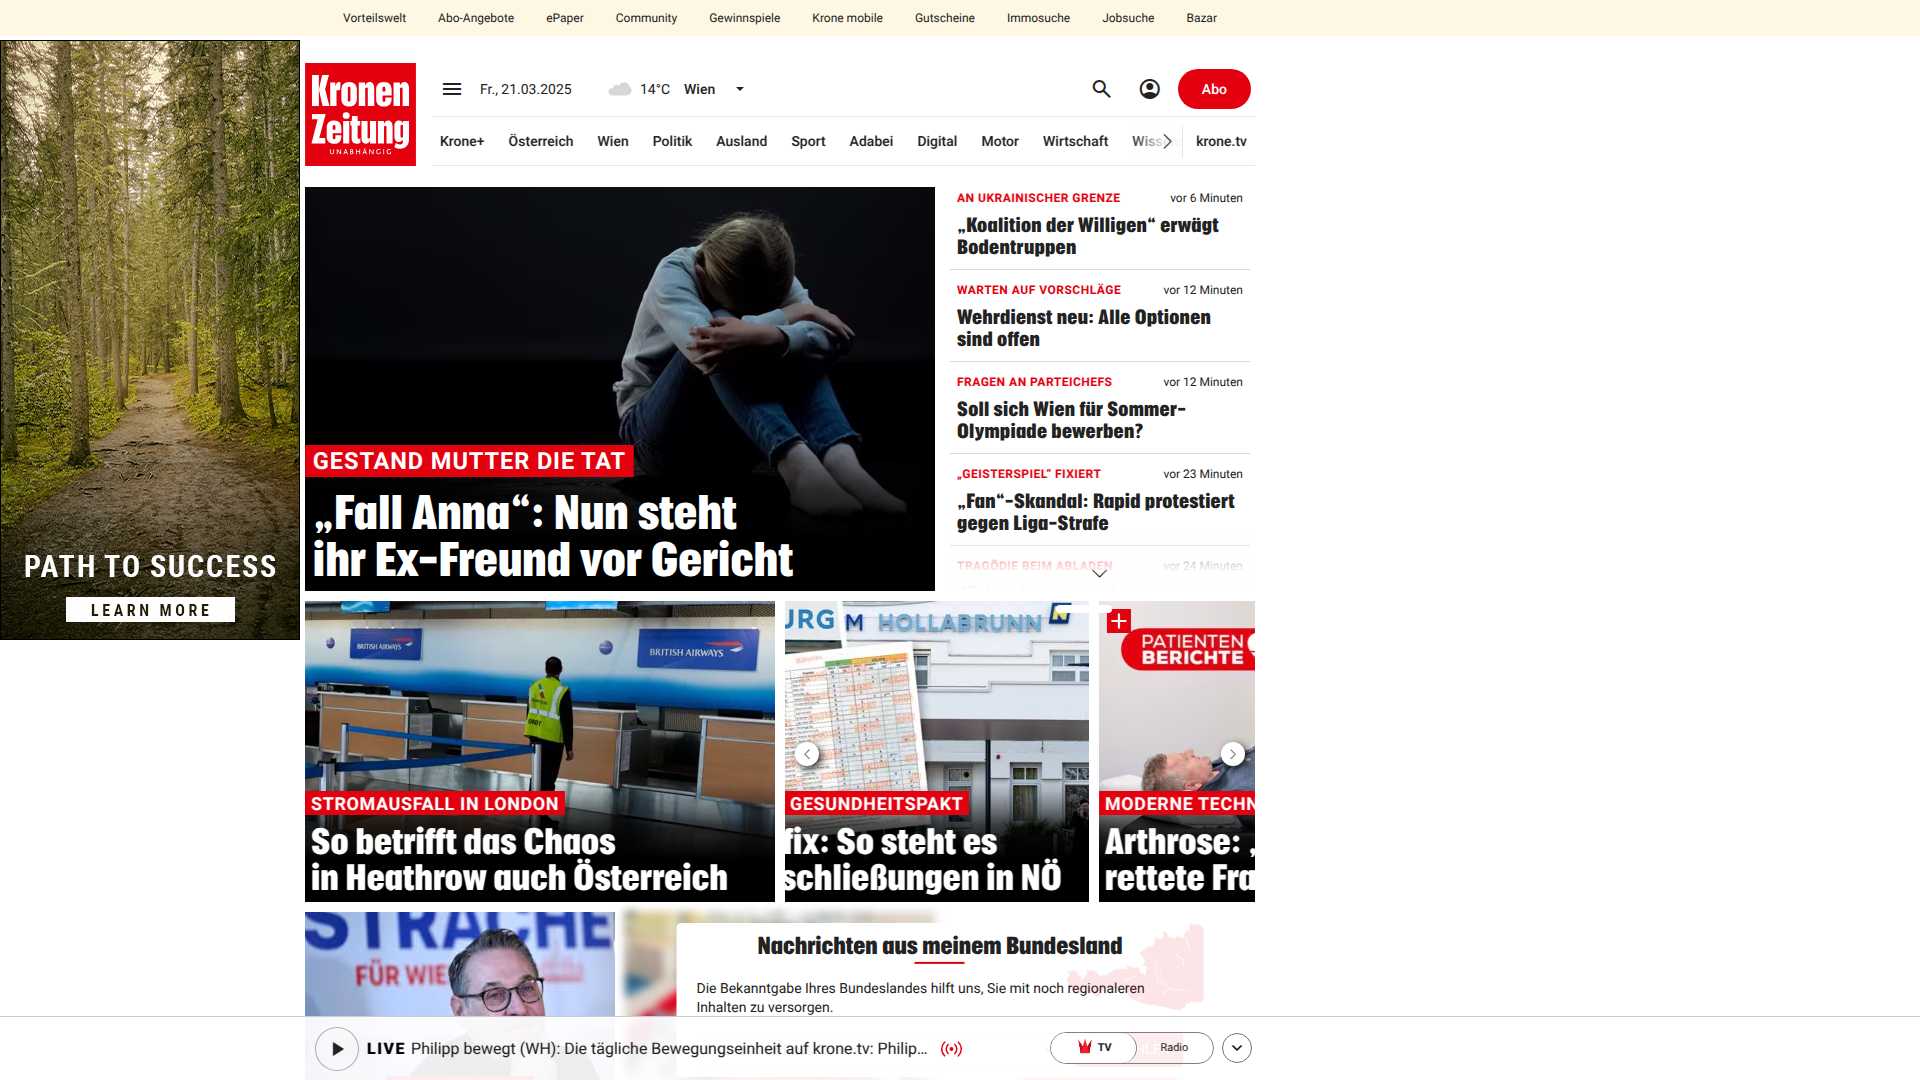 Vorteilswelt Abo-Angebote ePaper Community Gewinnspiele Krone mobile Gutscheine Immosuche Jobsuche Bazar
Kronen
Zeitung
UNABHÄNGIG
Fr., 21.03.2025 14°C Wien Abo
Krone+ Österreich Wien Politik Ausland Sport Adabei Digital Motor Wirtschaft krone.tv
PATH TO SUCCESS
LEARN MORE
GESTAND MUTTER DIE TAT
„Fall Anna“: Nun steht
ihr Ex-Freund vor Gericht
AN UKRAINISCHER GRENZE vor 6 Minuten
„Koalition der Willigen“ erwägt
Bodentruppen
WARTEN AUF VORSCHLÄGE vor 12 Minuten
Wehrdienst neu: Alle Optionen
sind offen
FRAGEN AN PARTEICHEFS vor 12 Minuten
Soll sich Wien für Sommer-
Olympiade bewerben?
„GEISTERSPIEL“ FIXIERT vor 23 Minuten
„Fan“-Skandal: Rapid protestiert
gegen Liga-Strafe
TRAGÖDIE BEIM ABLADEN vor 24 Minuten
BRITISH AIRWAYS
BRITISH AIRWAYS
STROMAUSFALL IN LONDON
So betrifft das Chaos
in Heathrow auch Österreich
URG M HOLLABRUNN
GESUNDHEITSPAKT
fix: So steht es
schließungen in NÖ
PATIENTEN
BERICHTE
MODERNE TECHN
Arthrose: „
rettete Fra
STRACHE
FÜR WIE
Nachrichten aus meinem Bundesland
Die Bekanntgabe Ihres Bundeslandes hilft uns, Sie mit noch regionaleren
Inhalten zu versorgen.
LIVE Philipp bewegt (WH): Die tägliche Bewegungseinheit auf krone.tv: Philip...
TV Radio